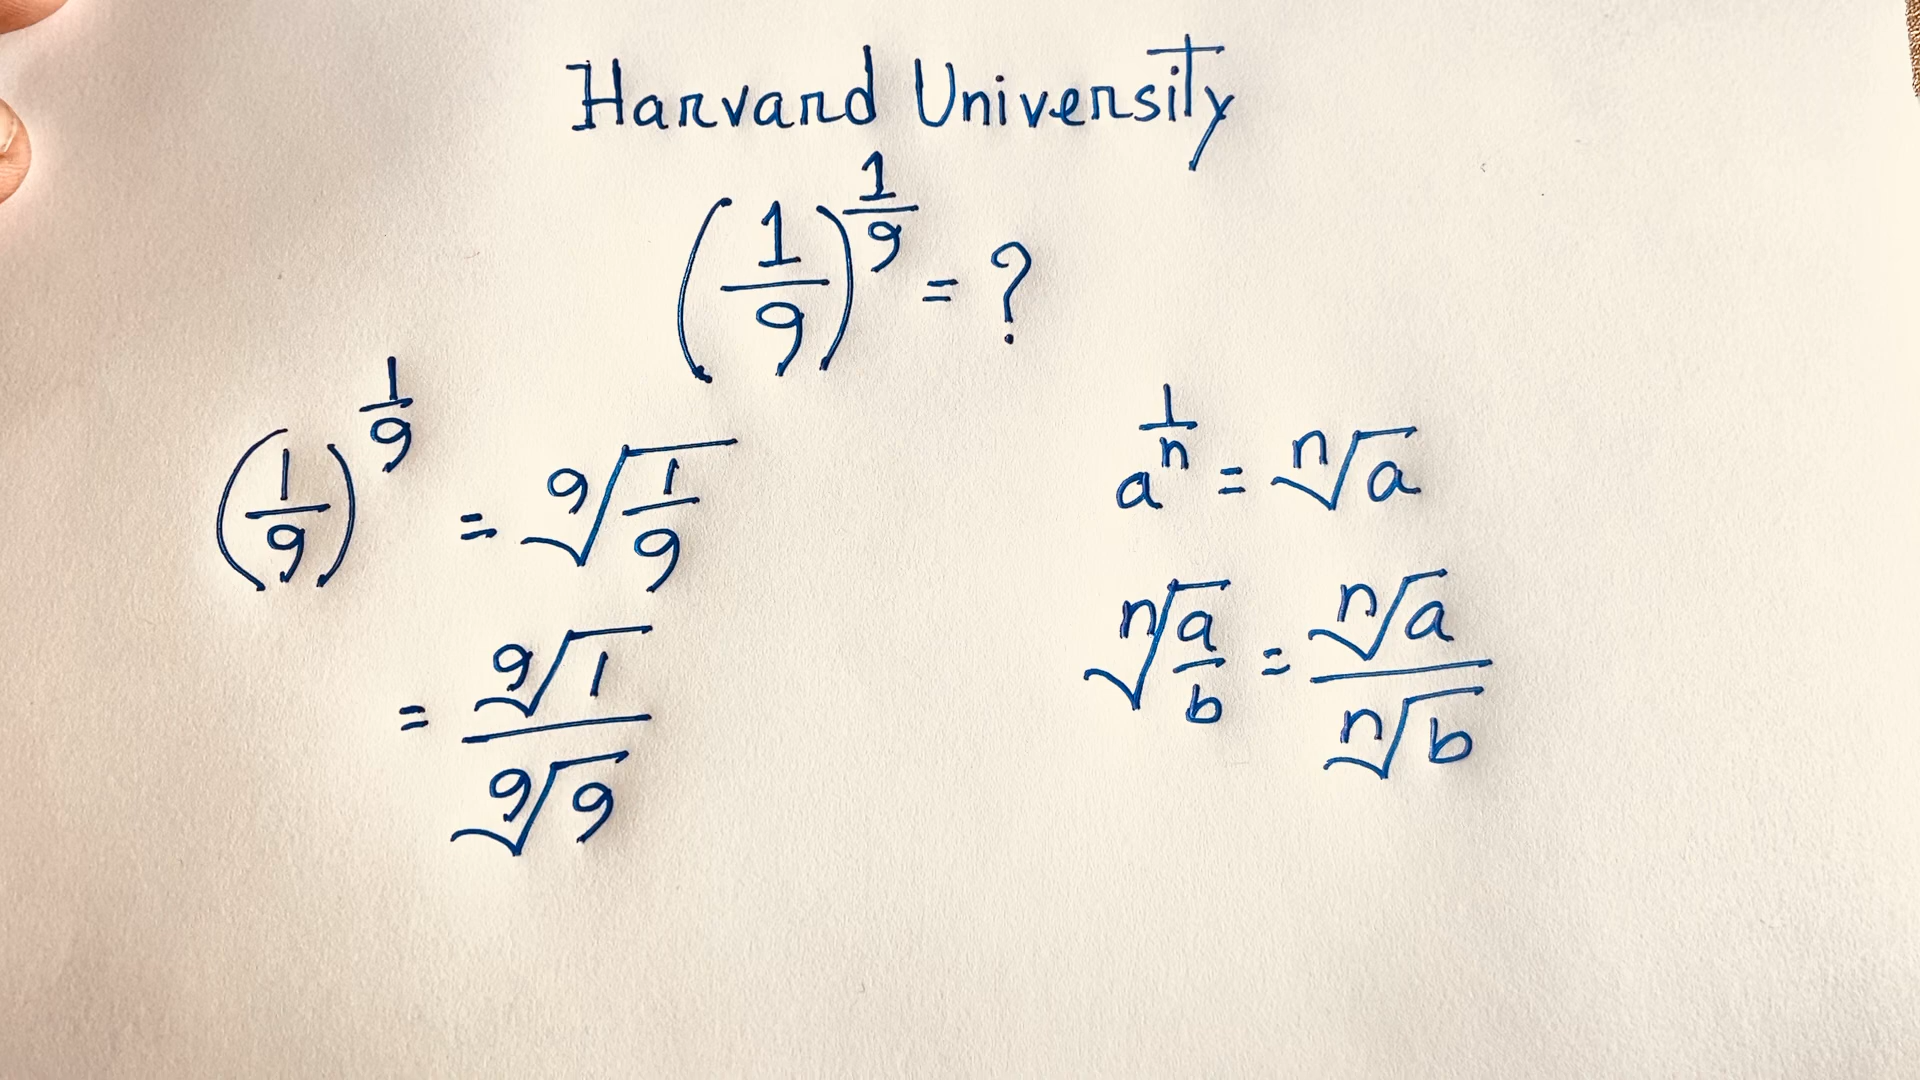 Harvard University
(1/9)^(1/9) = ?
(1/9)^(1/9) = ⁹√(1/9)
= ⁹√1 / ⁹√9
a^(1/n) = ⁿ√a
ⁿ√(a/b) = ⁿ√a / ⁿ√b